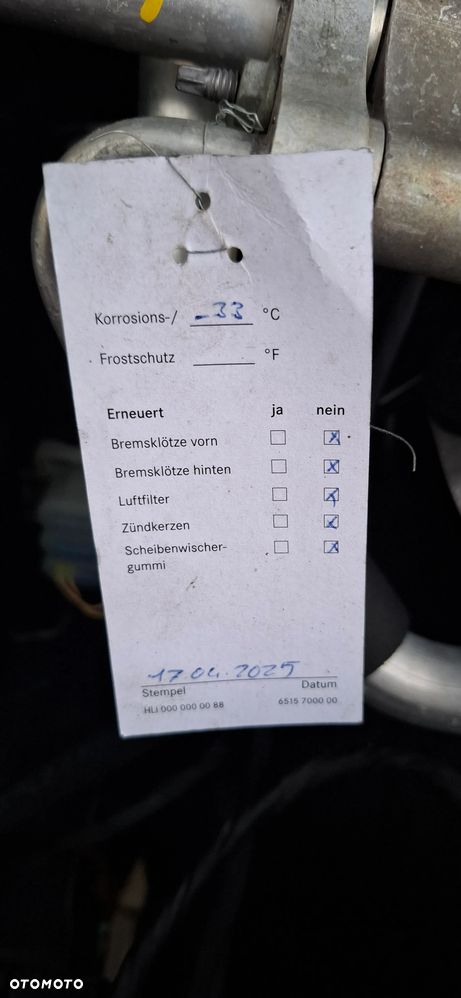 Korrosions-/ -33 °C
Frostschutz °F
Erneuert ja nein
Bremsklötze vorn
Bremsklötze hinten
Luftfilter
Zündkerzen
Scheibenwischer-
gummi
17.04.2025
Stempel Datum
HLI 000 000 00 88 6515 7000 00
OTOMOTO